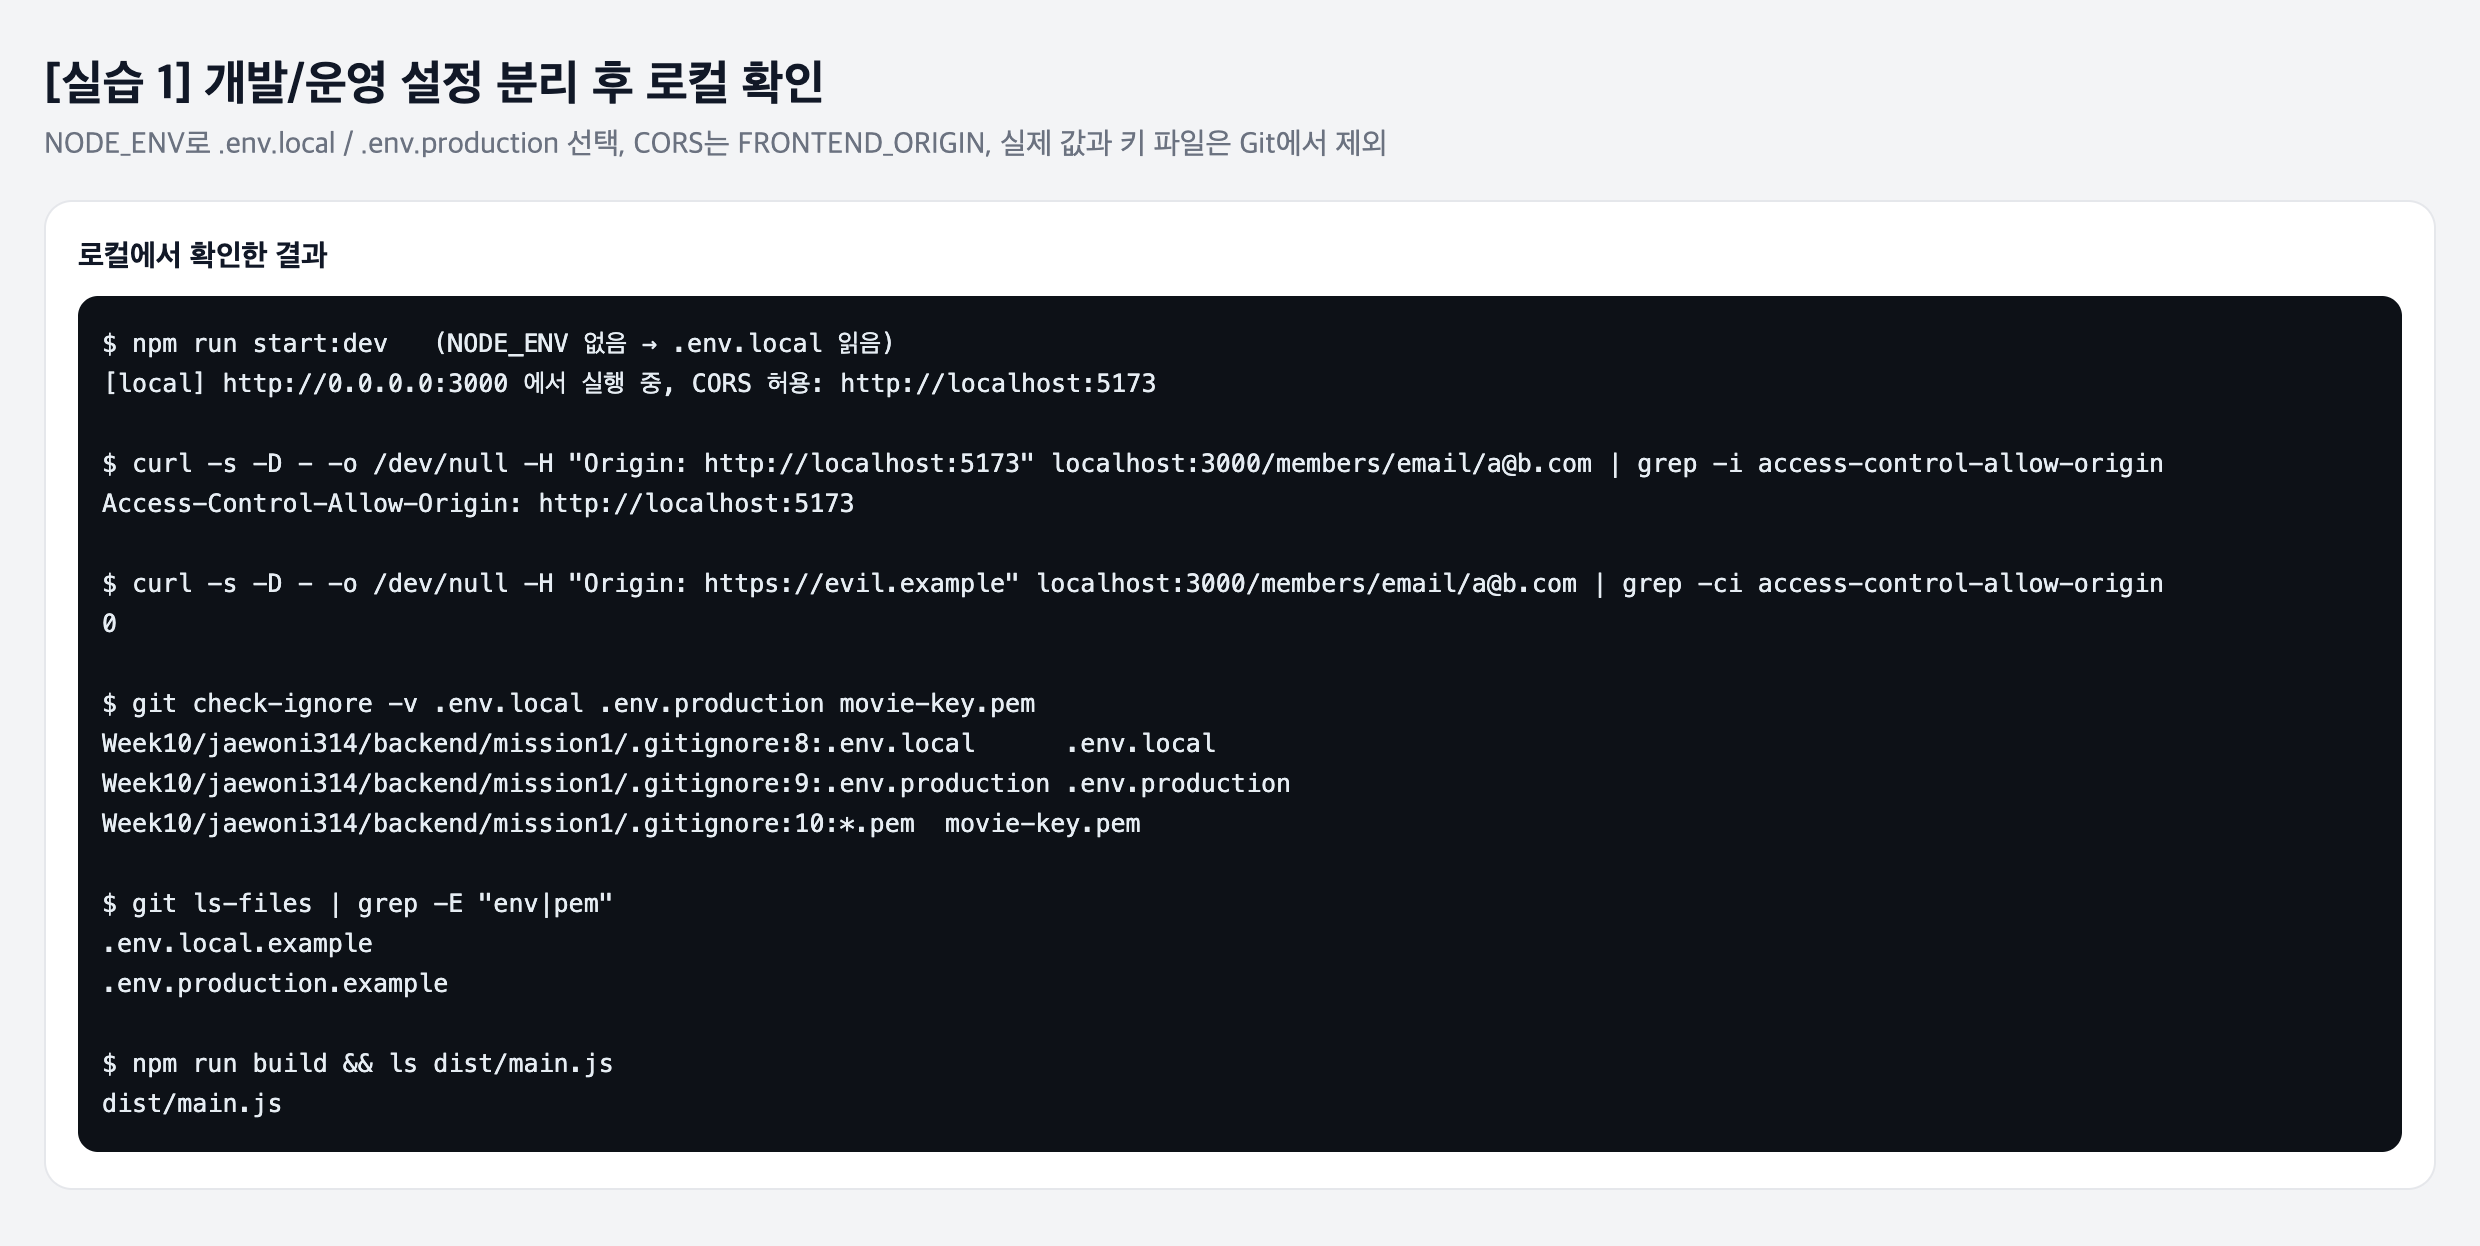 [실습 1] 개발/운영 설정 분리 후 로컬 확인
NODE_ENV로 .env.local / .env.production 선택, CORS는 FRONTEND_ORIGIN, 실제 값과 키 파일은 Git에서 제외
로컬에서 확인한 결과
$ npm run start:dev   (NODE_ENV 없음 → .env.local 읽음)
[local] http://0.0.0.0:3000 에서 실행 중, CORS 허용: http://localhost:5173
$ curl -s -D - -o /dev/null -H "Origin: http://localhost:5173" localhost:3000/members/email/a@b.com | grep -i access-control-allow-origin
Access-Control-Allow-Origin: http://localhost:5173
$ curl -s -D - -o /dev/null -H "Origin: https://evil.example" localhost:3000/members/email/a@b.com | grep -ci access-control-allow-origin
0
$ git check-ignore -v .env.local .env.production movie-key.pem
Week10/jaewoni314/backend/mission1/.gitignore:8:.env.local      .env.local
Week10/jaewoni314/backend/mission1/.gitignore:9:.env.production .env.production
Week10/jaewoni314/backend/mission1/.gitignore:10:*.pem  movie-key.pem
$ git ls-files | grep -E "env|pem"
.env.local.example
.env.production.example
$ npm run build && ls dist/main.js
dist/main.js